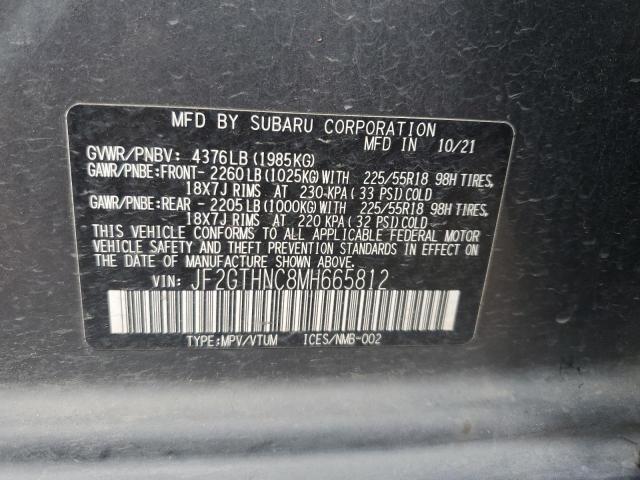 MFD BY SUBARU CORPORATION
MFD IN 10/21
GVWR/PNBV: 4376LB (1985KG)
GAWR/PNBE:FRONT- 2260LB (1025KG) WITH 225/55R18 98H TIRES,
18X7J RIMS AT 230-KPA (33 PSI) COLD
GAWR/PNBE:REAR - 2205LB (1000KG) WITH 225/55R18 98H TIRES,
18X7J RIMS AT 220 KPA (32 PSI) COLD
THIS VEHICLE CONFORMS TO ALL APPLICABLE FEDERAL MOTOR
VEHICLE SAFETY AND THEFT PREVENTION STANDARDS IN EFFECT
ON THE DATE OF MANUFACTURE SHOWN ABOVE.
VIN: JF2GTHNC8MH665812
TYPE:MPV/VTUM ICES/NMB-002